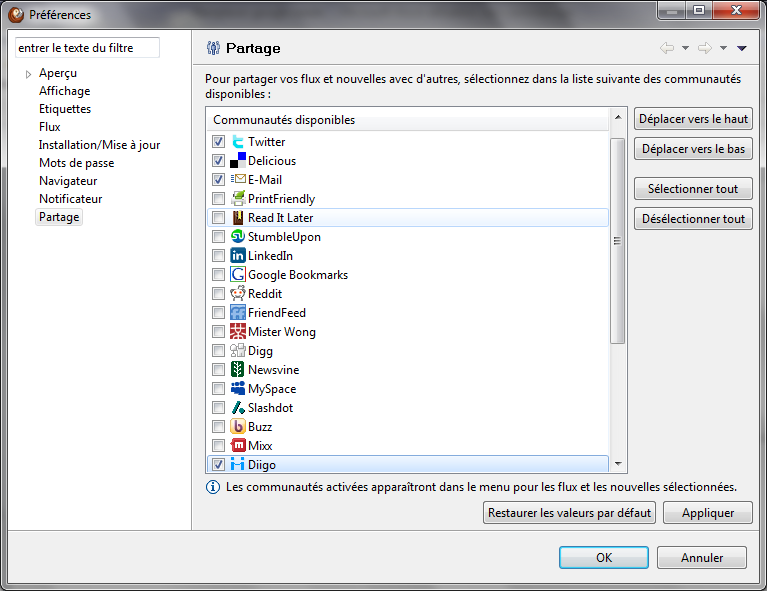 Préférences
entrer le texte du filtre
Aperçu
Affichage
Etiquettes
Flux
Installation/Mise à jour
Mots de passe
Navigateur
Notificateur
Partage
Partage
Pour partager vos flux et nouvelles avec d'autres, sélectionnez dans la liste suivante des communautés
disponibles :
Communautés disponibles
Twitter
Delicious
E-Mail
PrintFriendly
Read It Later
StumbleUpon
LinkedIn
Google Bookmarks
Reddit
FriendFeed
Mister Wong
Digg
Newsvine
MySpace
Slashdot
Buzz
Mixx
Diigo
Déplacer vers le haut
Déplacer vers le bas
Sélectionner tout
Désélectionner tout
Les communautés activées apparaîtront dans le menu pour les flux et les nouvelles sélectionnées.
Restaurer les valeurs par défaut
Appliquer
OK
Annuler